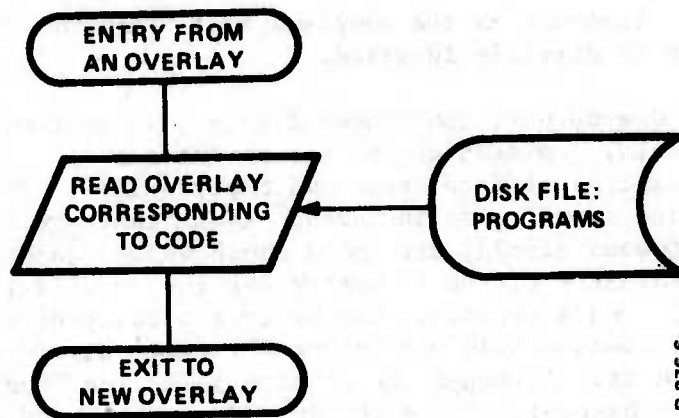 ENTRY FROM
AN OVERLAY
READ OVERLAY
CORRESPONDING
TO CODE
DISK FILE:
PROGRAMS
EXIT TO
NEW OVERLAY